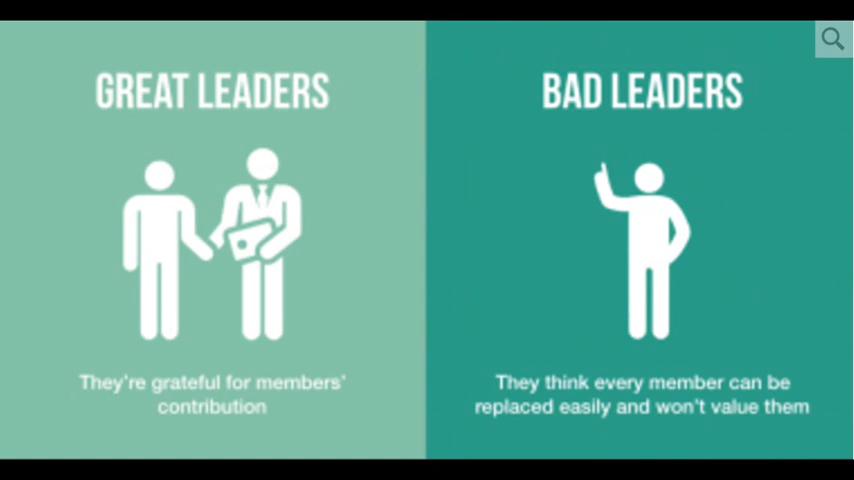 GREAT LEADERS
They're grateful for members'
contribution
BAD LEADERS
They think every member can be
replaced easily and won't value them